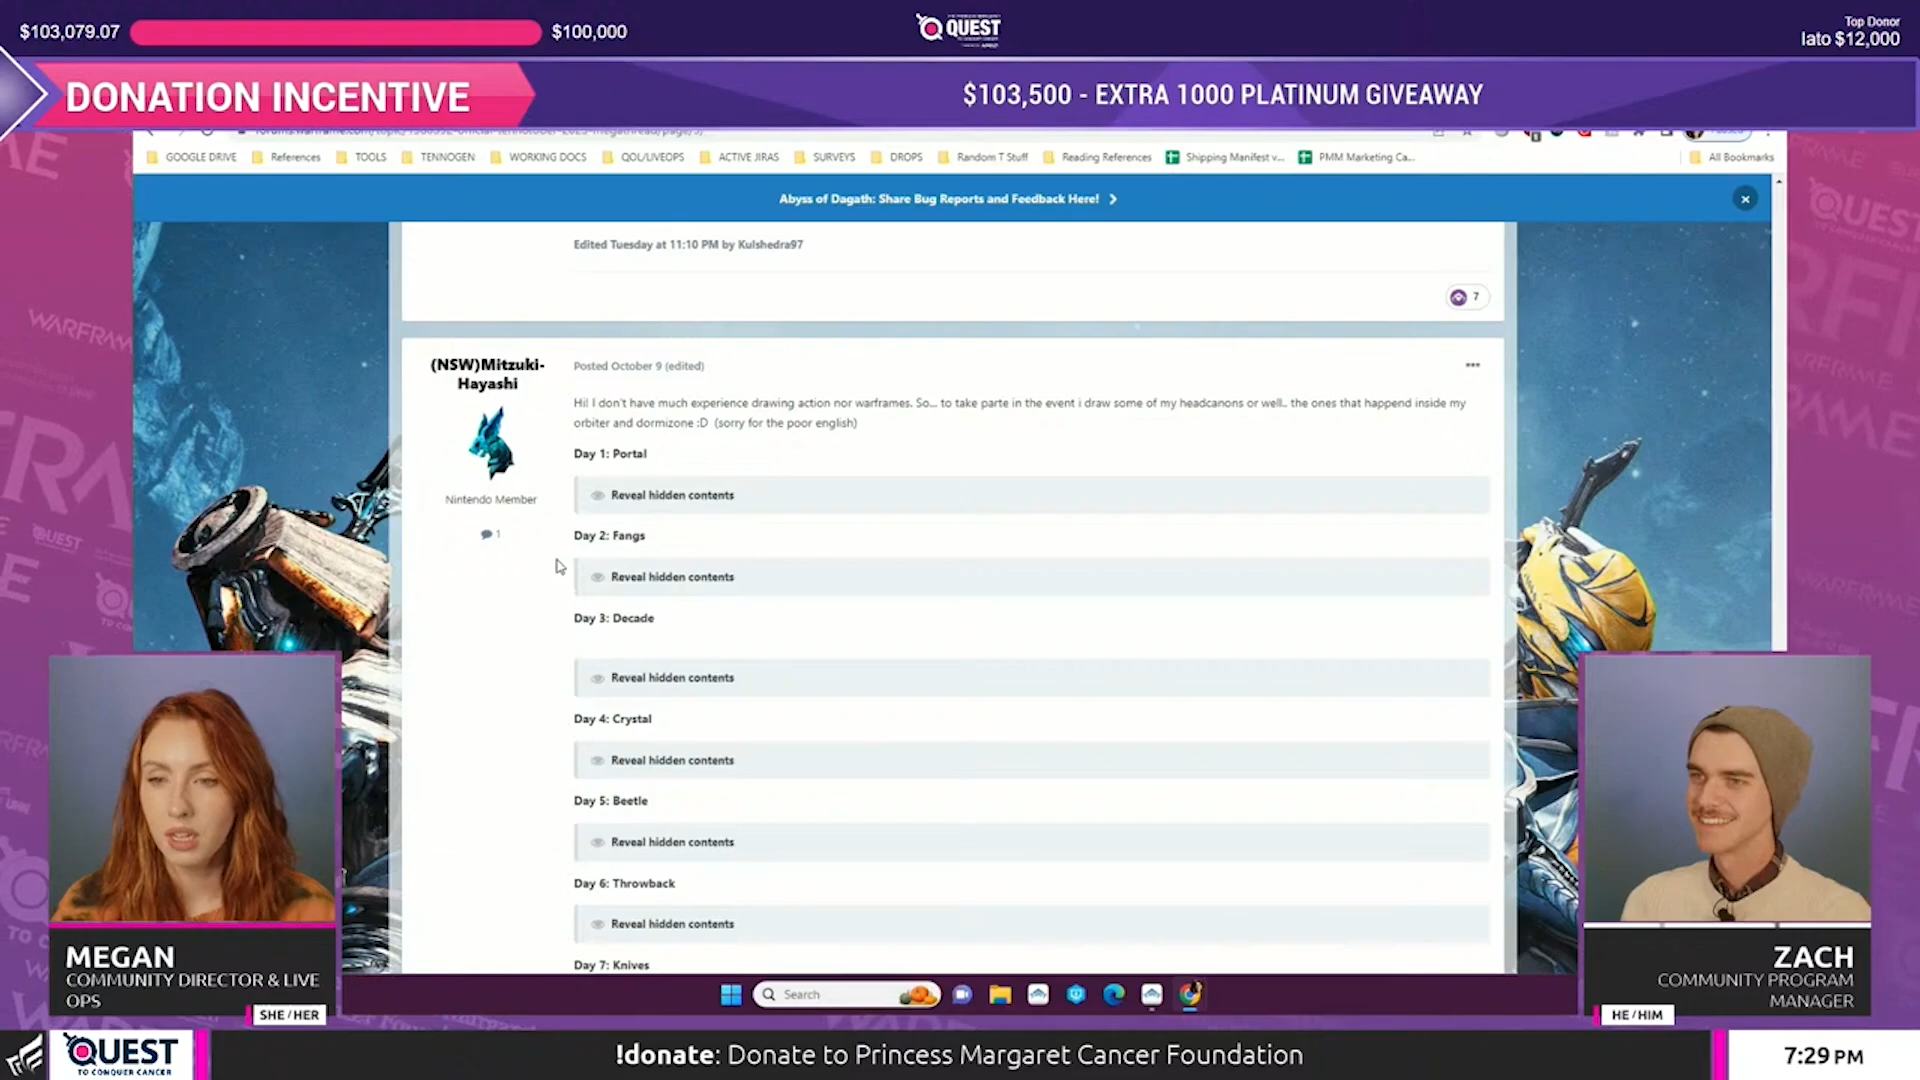 $103,079.07
$100,000
QUEST
Top Donor
lato $12,000
DONATION INCENTIVE
$103,500 - EXTRA 1000 PLATINUM GIVEAWAY
GOOGLE DRIVE
References
TOOLS
TENNOGEN
WORKING DOCS
QOL/LIVEOPS
ACTIVE JIRAS
SURVEYS
DROPS
Random T Stuff
Reading References
Shipping Manifest v...
PMM Marketing Ca...
All Bookmarks
Abyss of Dagath: Share Bug Reports and Feedback Here!
Edited Tuesday at 11:10 PM by Kulshedra97
7
(NSW)Mitzuki-
Hayashi
Nintendo Member
1
Posted October 9 (edited)
Hi! I don't have much experience drawing action nor warframes. So... to take parte in the event i draw some of my headcanons or well.. the ones that happend inside my
orbiter and dormizone :D (sorry for the poor english)
Day 1: Portal
Reveal hidden contents
Day 2: Fangs
Reveal hidden contents
Day 3: Decade
Reveal hidden contents
Day 4: Crystal
Reveal hidden contents
Day 5: Beetle
Reveal hidden contents
Day 6: Throwback
Reveal hidden contents
Day 7: Knives
Search
MEGAN
COMMUNITY DIRECTOR & LIVE
OPS
SHE/HER
ZACH
COMMUNITY PROGRAM
MANAGER
HE/HIM
QUEST
TO CONQUER CANCER
!donate: Donate to Princess Margaret Cancer Foundation
7:29 PM